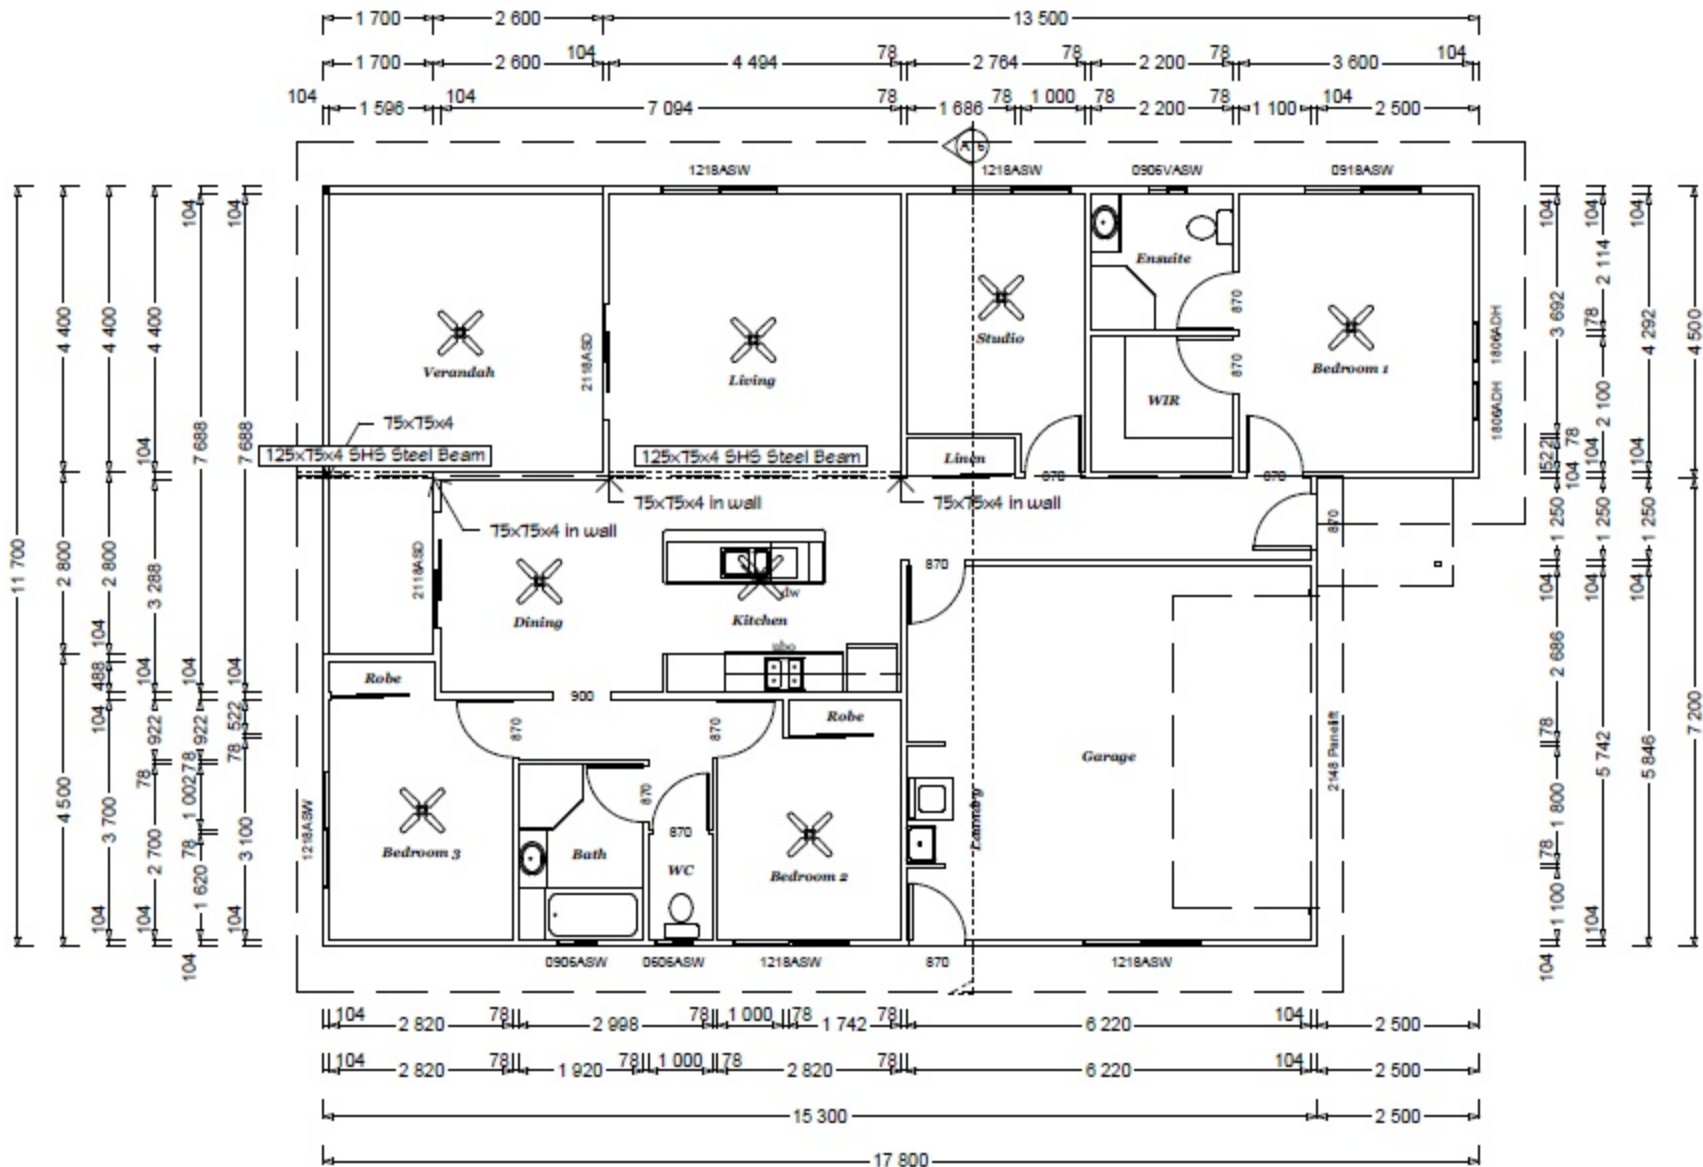 1 700 2 600 13 500
1 700 2 600 104 4 494 78 2 764 78 2 200 78 3 600 104
104 1 596 104 7 094 78 1 686 78 1 000 78 2 200 78 1 100 104 2 500
1218ASW 1218ASW 0906VASW 0918ASW
Ensuite
870
Verandah
2118ASD
Living
Studio
870
WIR
Bedroom 1
1806ADH
1806ADH
75x75x4
125x75x4 SHS Steel Beam
125x75x4 SHS Steel Beam
Linen
870
870
75x75x4 in wall
75x75x4 in wall
75x75x4 in wall
870
2118ASD
Dining
Kitchen
dw
ubo
870
Robe
900
870
870
Robe
Garage
2148 Panelift
1218ASW
Bedroom 3
Bath
870
870
WC
Bedroom 2
Laundry
0906ASW 0606ASW 1218ASW 870 1218ASW
11 700
4 400 2 800 4 500
4 400 2 800 104 488 104 3 700 104
4 400 104 3 288 104 922 78 2 700 104
104 7 688 104 922 78 1 002 78 1 620 104
104 7 688 104 522 78 3 100 104
104 3 692 522 104 1 250 104 2 686 78 1 800 78 1 100 104
104 2 114 78 2 100 78 104 1 250 104 5 742 104
104 4 292 104 1 250 104 5 846
4 500 7 200
104 2 820 78 2 998 78 1 000 78 1 742 78 6 220 104 2 500
104 2 820 78 1 920 78 1 000 78 2 820 78 6 220 104 2 500
15 300 2 500
17 800